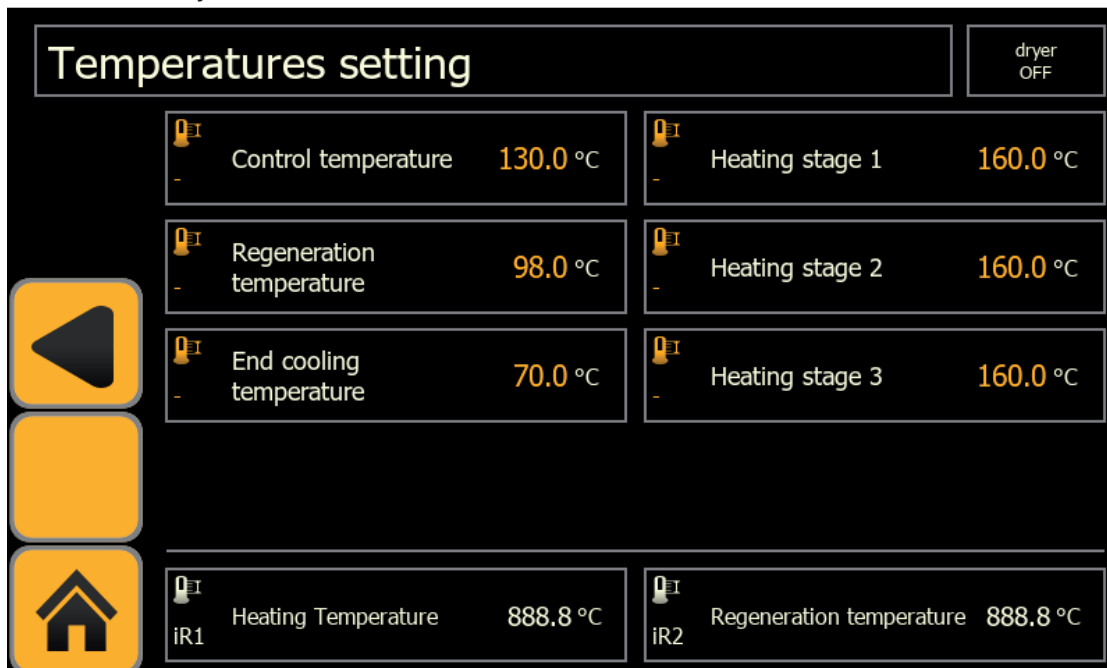 Temperatures setting
dryer
OFF
Control temperature 130.0 °C
-
Heating stage 1 160.0 °C
-
Regeneration
temperature 98.0 °C
-
Heating stage 2 160.0 °C
-
End cooling
temperature 70.0 °C
-
Heating stage 3 160.0 °C
-
Heating Temperature 888.8 °C
iR1
Regeneration temperature 888.8 °C
iR2